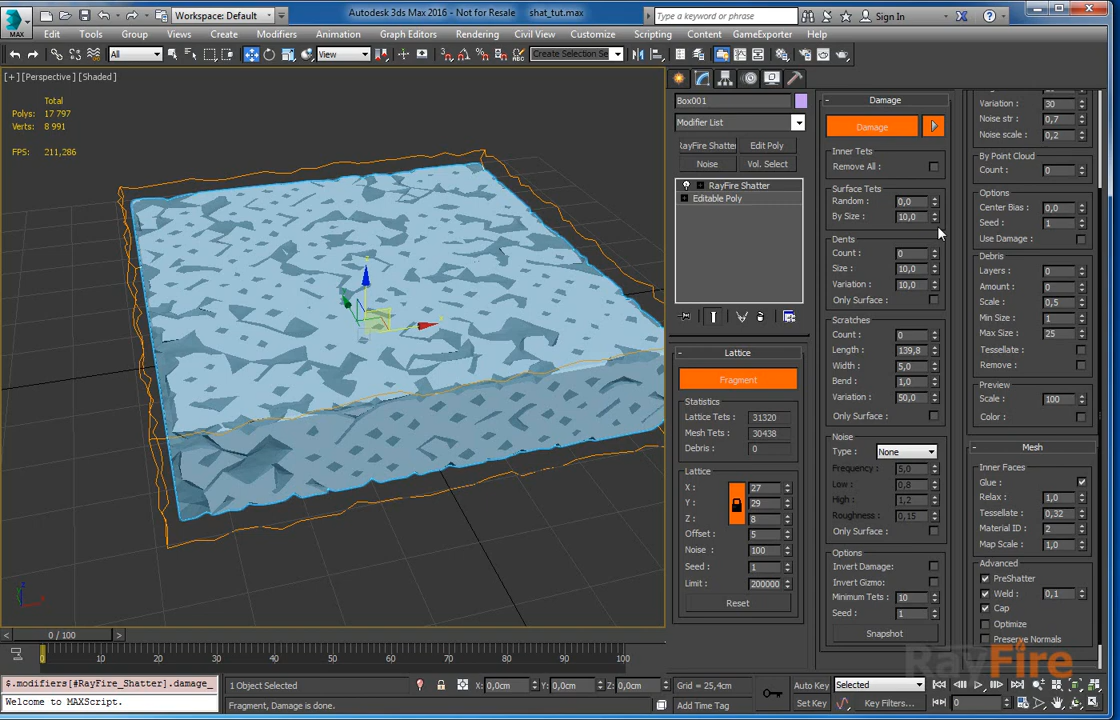 MAX
Workspace: Default
Autodesk 3ds Max 2016 - Not for Resale shat_tut.max
Type a keyword or phrase
Sign In
Edit Tools Group Views Create Modifiers Animation Graph Editors Rendering Civil View Customize Scripting Content GameExporter Help
All
View
Create Selection Se
[+] [Perspective] [Shaded]
Total
Polys: 17 797
Verts: 8 991
FPS: 211,286
Box001
Modifier List
RayFire Shatter Edit Poly
Noise Vol. Select
RayFire Shatter
Editable Poly
Lattice
Fragment
Statistics
Lattice Tets: 31320
Mesh Tets: 30438
Debris: 0
Lattice
X : 27
Y : 29
Z : 8
Offset : 5
Noise : 100
Seed : 1
Limit : 200000
Reset
Damage
Damage
Inner Tets
Remove All :
Surface Tets
Random : 0,0
By Size : 10,0
Dents
Count : 0
Size : 10,0
Variation : 10,0
Only Surface :
Scratches
Count : 0
Length : 139,8
Width : 5,0
Bend : 1,0
Variation : 50,0
Only Surface :
Noise
Type : None
Frequency : 5,0
Low : 0,8
High : 1,2
Roughness : 0,15
Only Surface :
Options
Invert Damage:
Invert Gizmo:
Minimum Tets : 10
Seed : 1
Snapshot
Variation : 30
Noise str : 0,7
Noise scale : 0,2
By Point Cloud
Count : 0
Options
Center Bias : 0,0
Seed : 1
Use Damage :
Debris
Layers : 0
Amount : 0
Scale : 0,5
Min Size : 1
Max Size : 25
Tessellate :
Remove :
Preview
Scale : 100
Color :
Mesh
Inner Faces
Glue :
Relax : 1,0
Tessellate : 0,32
Material ID : 2
Map Scale : 1,0
Advanced
PreShatter
Weld : 0,1
Cap
Optimize
Preserve Normals
RayFire
0 / 100
0 10 20 30 40 50 60 70 80 90 100
$.modifiers[#RayFire_Shatter].damage_
Welcome to MAXScript.
1 Object Selected
X: 0,0cm Y: 0,0cm Z: 0,0cm
Grid = 25,4cm
Fragment, Damage is done.
Add Time Tag
Auto Key Selected
Set Key Key Filters...
0